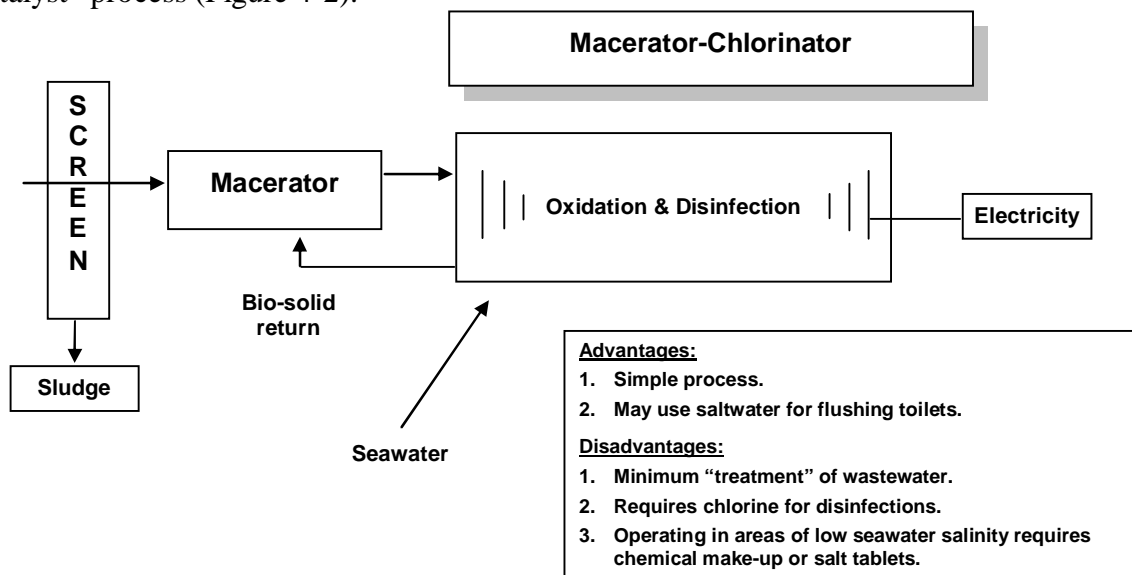 process (Figure 4-2).
Macerator-Chlorinator
S
C
R
E
E
N
Macerator
Oxidation & Disinfection
Electricity
Bio-solid
return
Sludge
Seawater
Advantages:
1. Simple process.
2. May use saltwater for flushing toilets.
Disadvantages:
1. Minimum “treatment” of wastewater.
2. Requires chlorine for disinfections.
3. Operating in areas of low seawater salinity requires
chemical make-up or salt tablets.